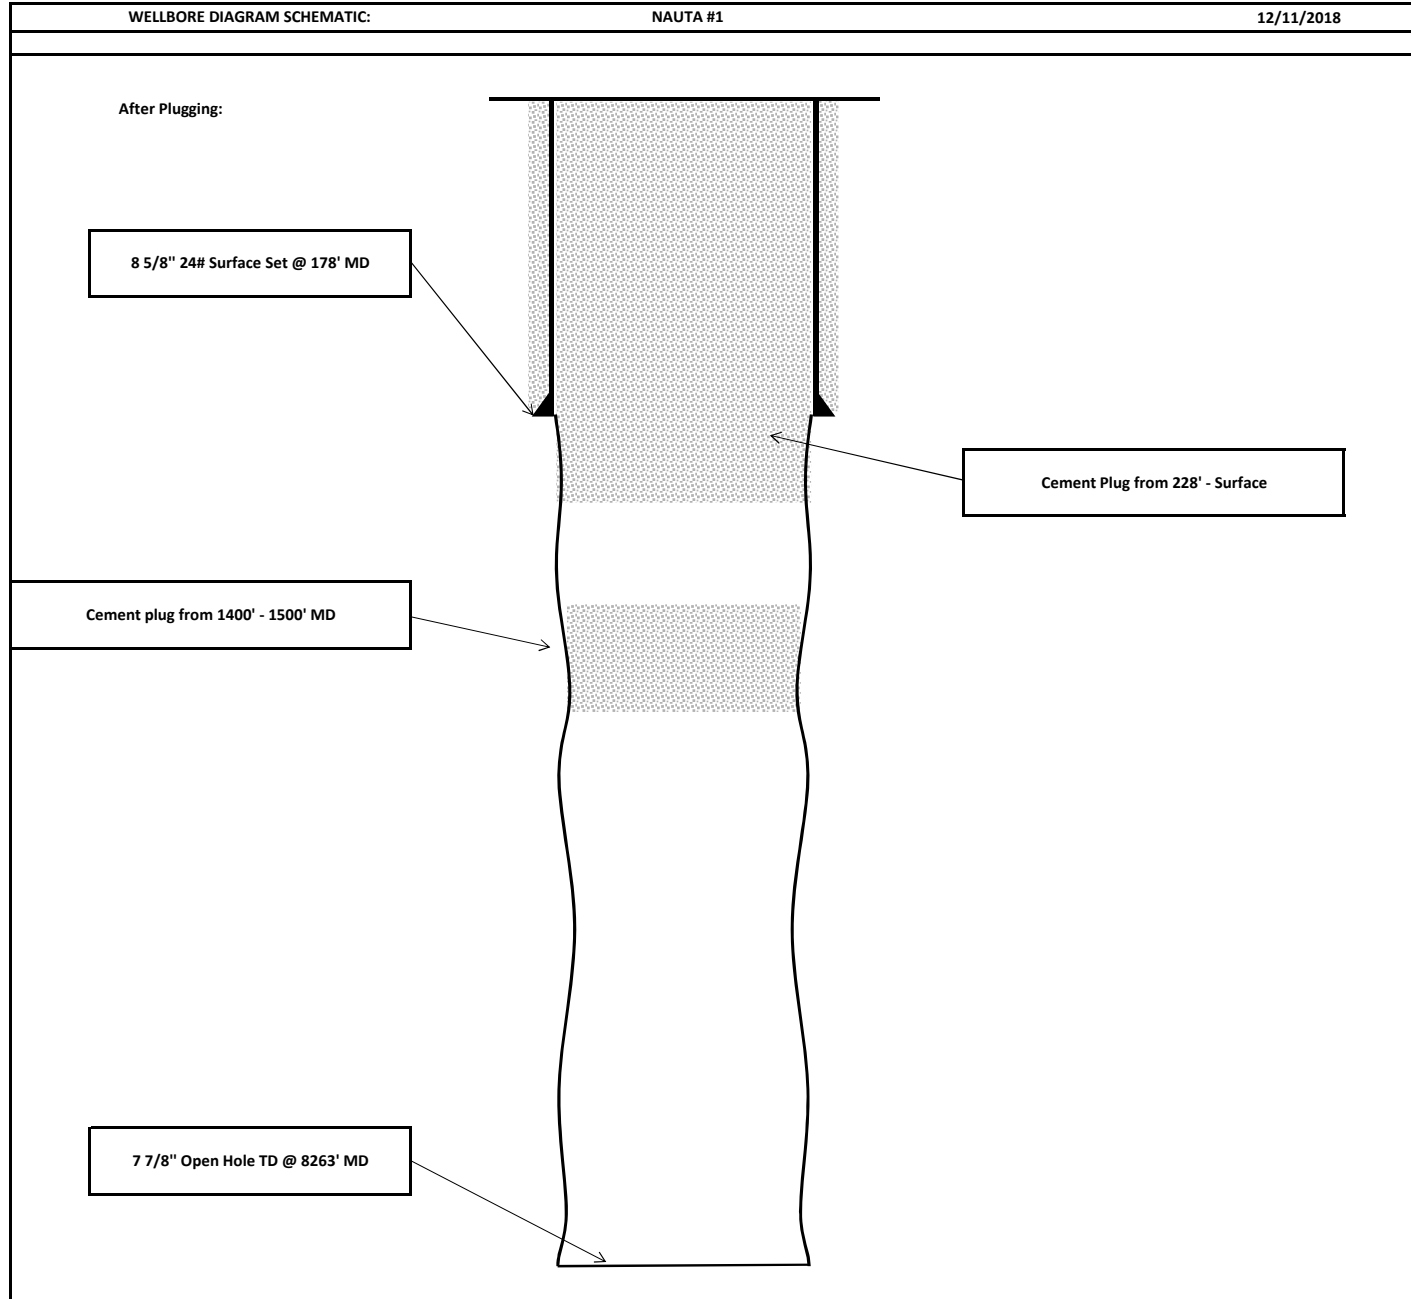 WELLBORE DIAGRAM SCHEMATIC: NAUTA #1 12/11/2018
After Plugging:
8 5/8" 24# Surface Set @ 178' MD
Cement Plug from 228' - Surface
Cement plug from 1400' - 1500' MD
7 7/8" Open Hole TD @ 8263' MD